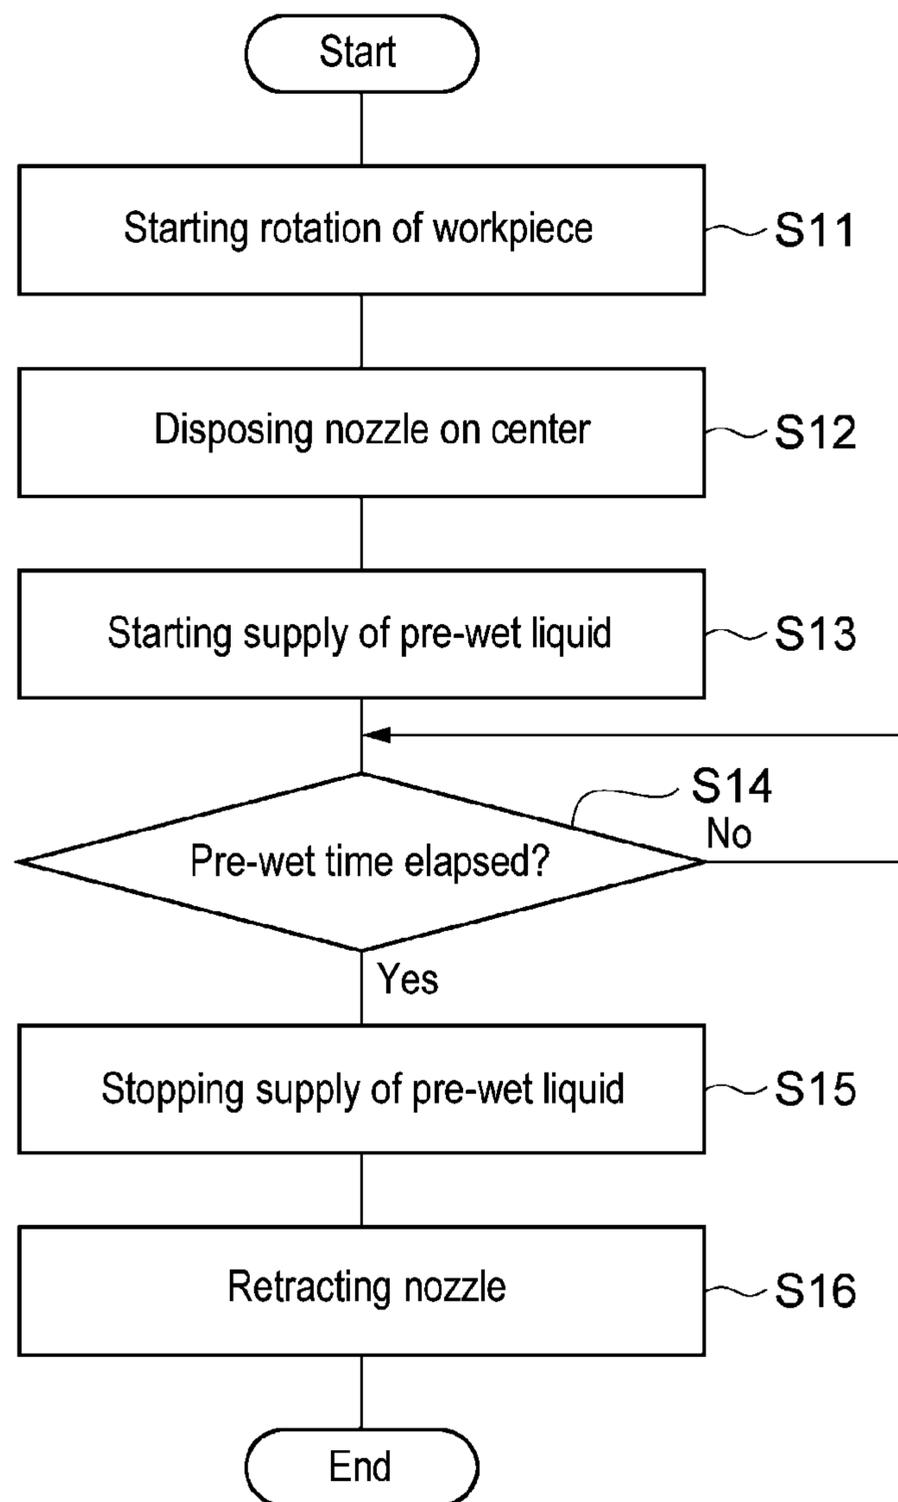 Start
Starting rotation of workpiece
S11
Disposing nozzle on center
S12
Starting supply of pre-wet liquid
S13
S14
No
Pre-wet time elapsed?
Yes
Stopping supply of pre-wet liquid
S15
Retracting nozzle
S16
End